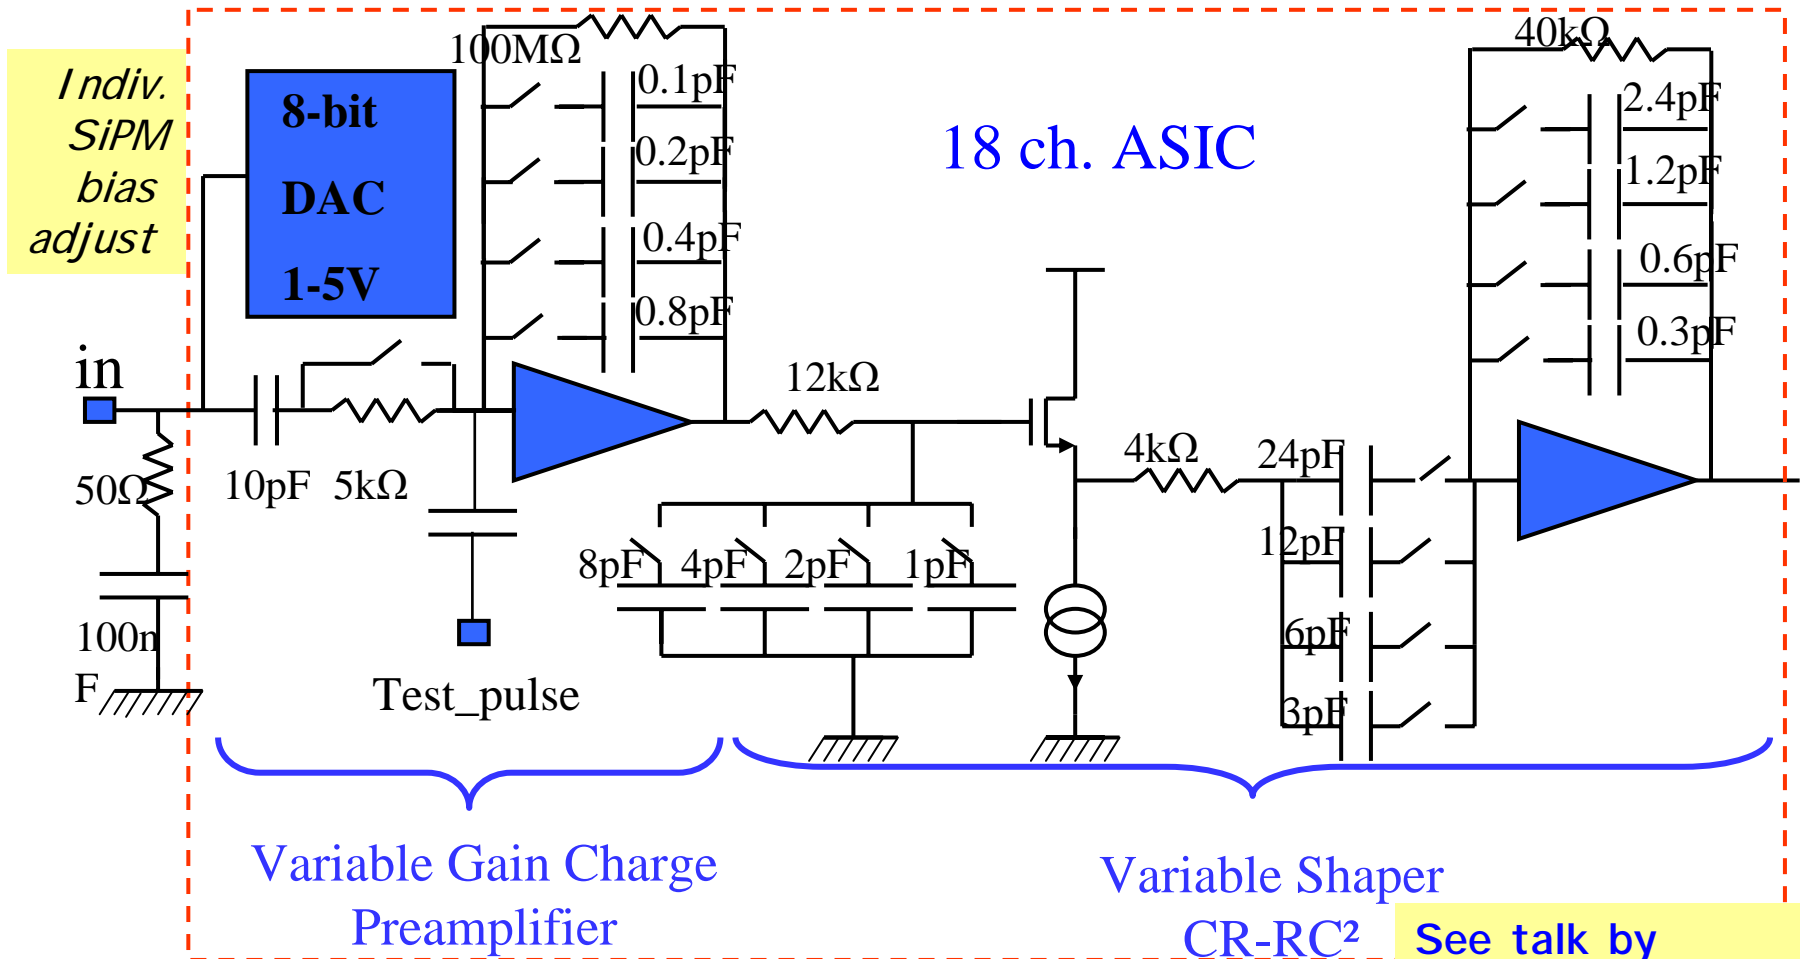 Indiv.
SiPM
bias
adjust
8-bit
DAC
1-5V
100MΩ
0.1pF
0.2pF
0.4pF
0.8pF
18 ch. ASIC
40kΩ
2.4pF
1.2pF
0.6pF
0.3pF
in
50Ω
100n
F
10pF
5kΩ
Test_pulse
12kΩ
8pF
4pF
2pF
1pF
4kΩ
24pF
12pF
6pF
3pF
Variable Gain Charge
Preamplifier
Variable Shaper
CR-RC²
See talk by